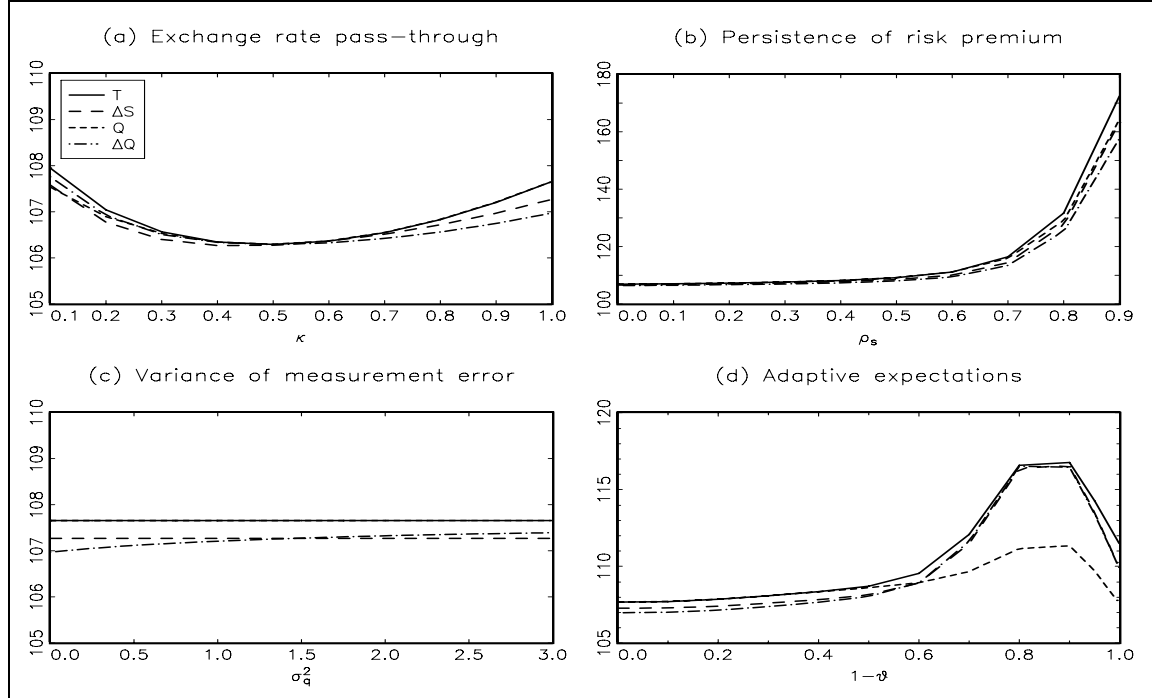 (a) Exchange rate pass-through
110
109
108
107
106
105
T
ΔS
Q
ΔQ
0.1 0.2 0.3 0.4 0.5 0.6 0.7 0.8 0.9 1.0
κ
(b) Persistence of risk premium
180
160
140
120
100
0.0 0.1 0.2 0.3 0.4 0.5 0.6 0.7 0.8 0.9
ρs
(c) Variance of measurement error
110
109
108
107
106
105
0.0 0.5 1.0 1.5 2.0 2.5 3.0
σ²q
(d) Adaptive expectations
120
115
110
105
0.0 0.2 0.4 0.6 0.8 1.0
1-ϑ